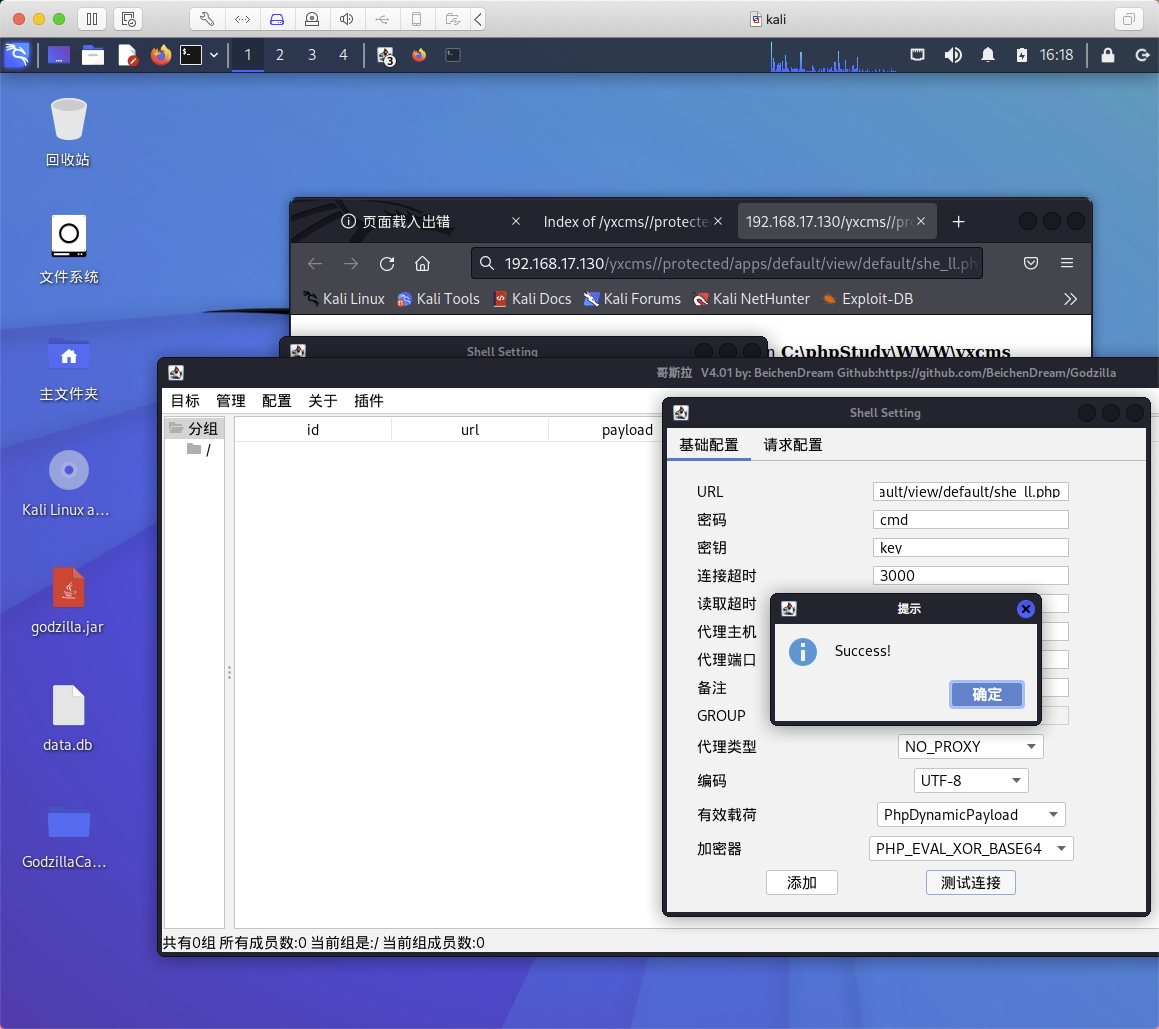 kali
1 2 3 4
3
16:18
回收站
文件系统
主文件夹
Kali Linux a...
godzilla.jar
data.db
GodzillaCa...
页面载入出错
Index of /yxcms//protecte
192.168.17.130/yxcms//pro
192.168.17.130/yxcms//protected/apps/default/view/default/she_ll.ph
Kali Linux
Kali Tools
Kali Docs
Kali Forums
Kali NetHunter
Exploit-DB
C:\phpStudy\WWW\yxcms
Shell Setting
哥斯拉 V4.01 by: BeichenDream Github:https://github.com/BeichenDream/Godzilla
目标 管理 配置 关于 插件
分组
/
id url payload
Shell Setting
基础配置 请求配置
URL ault/view/default/she_ll.php
密码 cmd
密钥 key
连接超时 3000
读取超时
代理主机
代理端口
备注
GROUP
提示
Success!
确定
代理类型 NO_PROXY
编码 UTF-8
有效载荷 PhpDynamicPayload
加密器 PHP_EVAL_XOR_BASE64
添加 测试连接
共有0组 所有成员数:0 当前组是:/ 当前组成员数:0